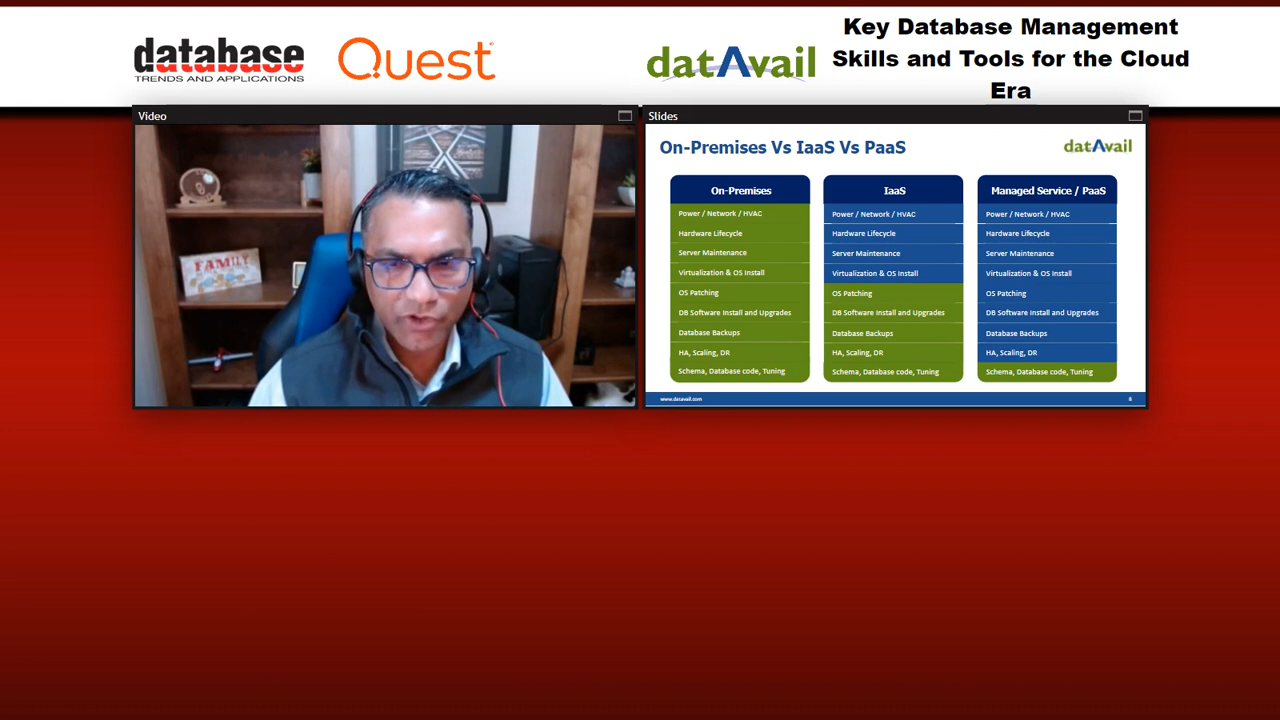 database
TRENDS AND APPLICATIONS
Quest
datAvail
Key Database Management
Skills and Tools for the Cloud
Era
Video
FAMILY
Slides
On-Premises Vs IaaS Vs PaaS
datAvail
On-Premises
Power / Network / HVAC
Hardware Lifecycle
Server Maintenance
Virtualization & OS Install
OS Patching
DB Software Install and Upgrades
Database Backups
HA, Scaling, DR
Schema, Database code, Tuning
IaaS
Power / Network / HVAC
Hardware Lifecycle
Server Maintenance
Virtualization & OS Install
OS Patching
DB Software Install and Upgrades
Database Backups
HA, Scaling, DR
Schema, Database code, Tuning
Managed Service / PaaS
Power / Network / HVAC
Hardware Lifecycle
Server Maintenance
Virtualization & OS Install
OS Patching
DB Software Install and Upgrades
Database Backups
HA, Scaling, DR
Schema, Database code, Tuning
www.datavail.com